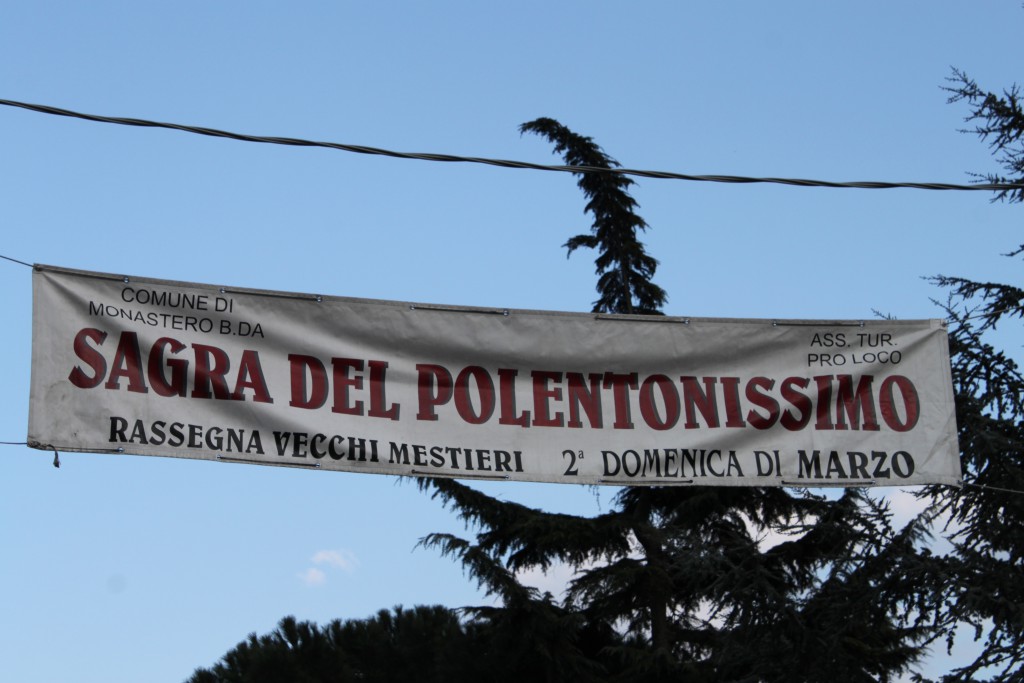 COMUNE DI
MONASTERO B.DA
ASS. TUR.
PRO LOCO
SAGRA DEL POLENTONISSIMO
RASSEGNA VECCHI MESTIERI 2ª DOMENICA DI MARZO